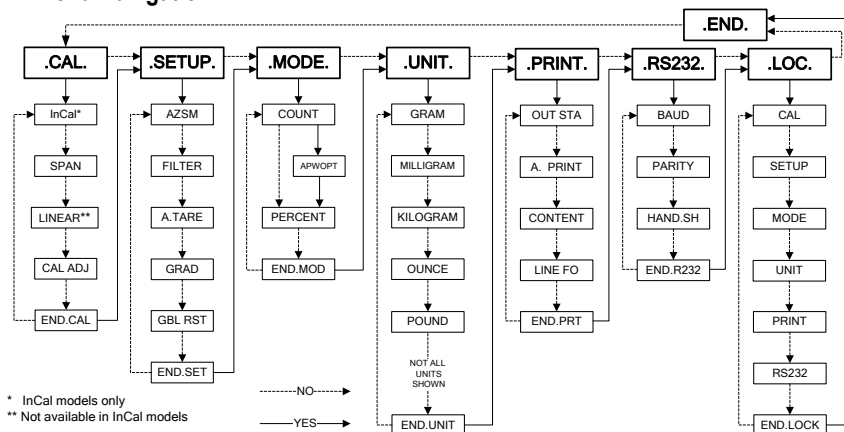 .END.
.CAL.
InCal*
SPAN
LINEAR**
CAL ADJ
END.CAL
.SETUP.
AZSM
FILTER
A.TARE
GRAD
GBL RST
END.SET
.MODE.
COUNT
APWOPT
PERCENT
END.MOD
.UNIT.
GRAM
MILLIGRAM
KILOGRAM
OUNCE
POUND
NOT ALL
UNITS
SHOWN
END.UNIT
.PRINT.
OUT STA
A. PRINT
CONTENT
LINE FO
END.PRT
.RS232.
BAUD
PARITY
HAND.SH
END.R232
.LOC.
CAL
SETUP
MODE
UNIT
PRINT
RS232
END.LOCK
NO
YES
* InCal models only
** Not available in InCal models